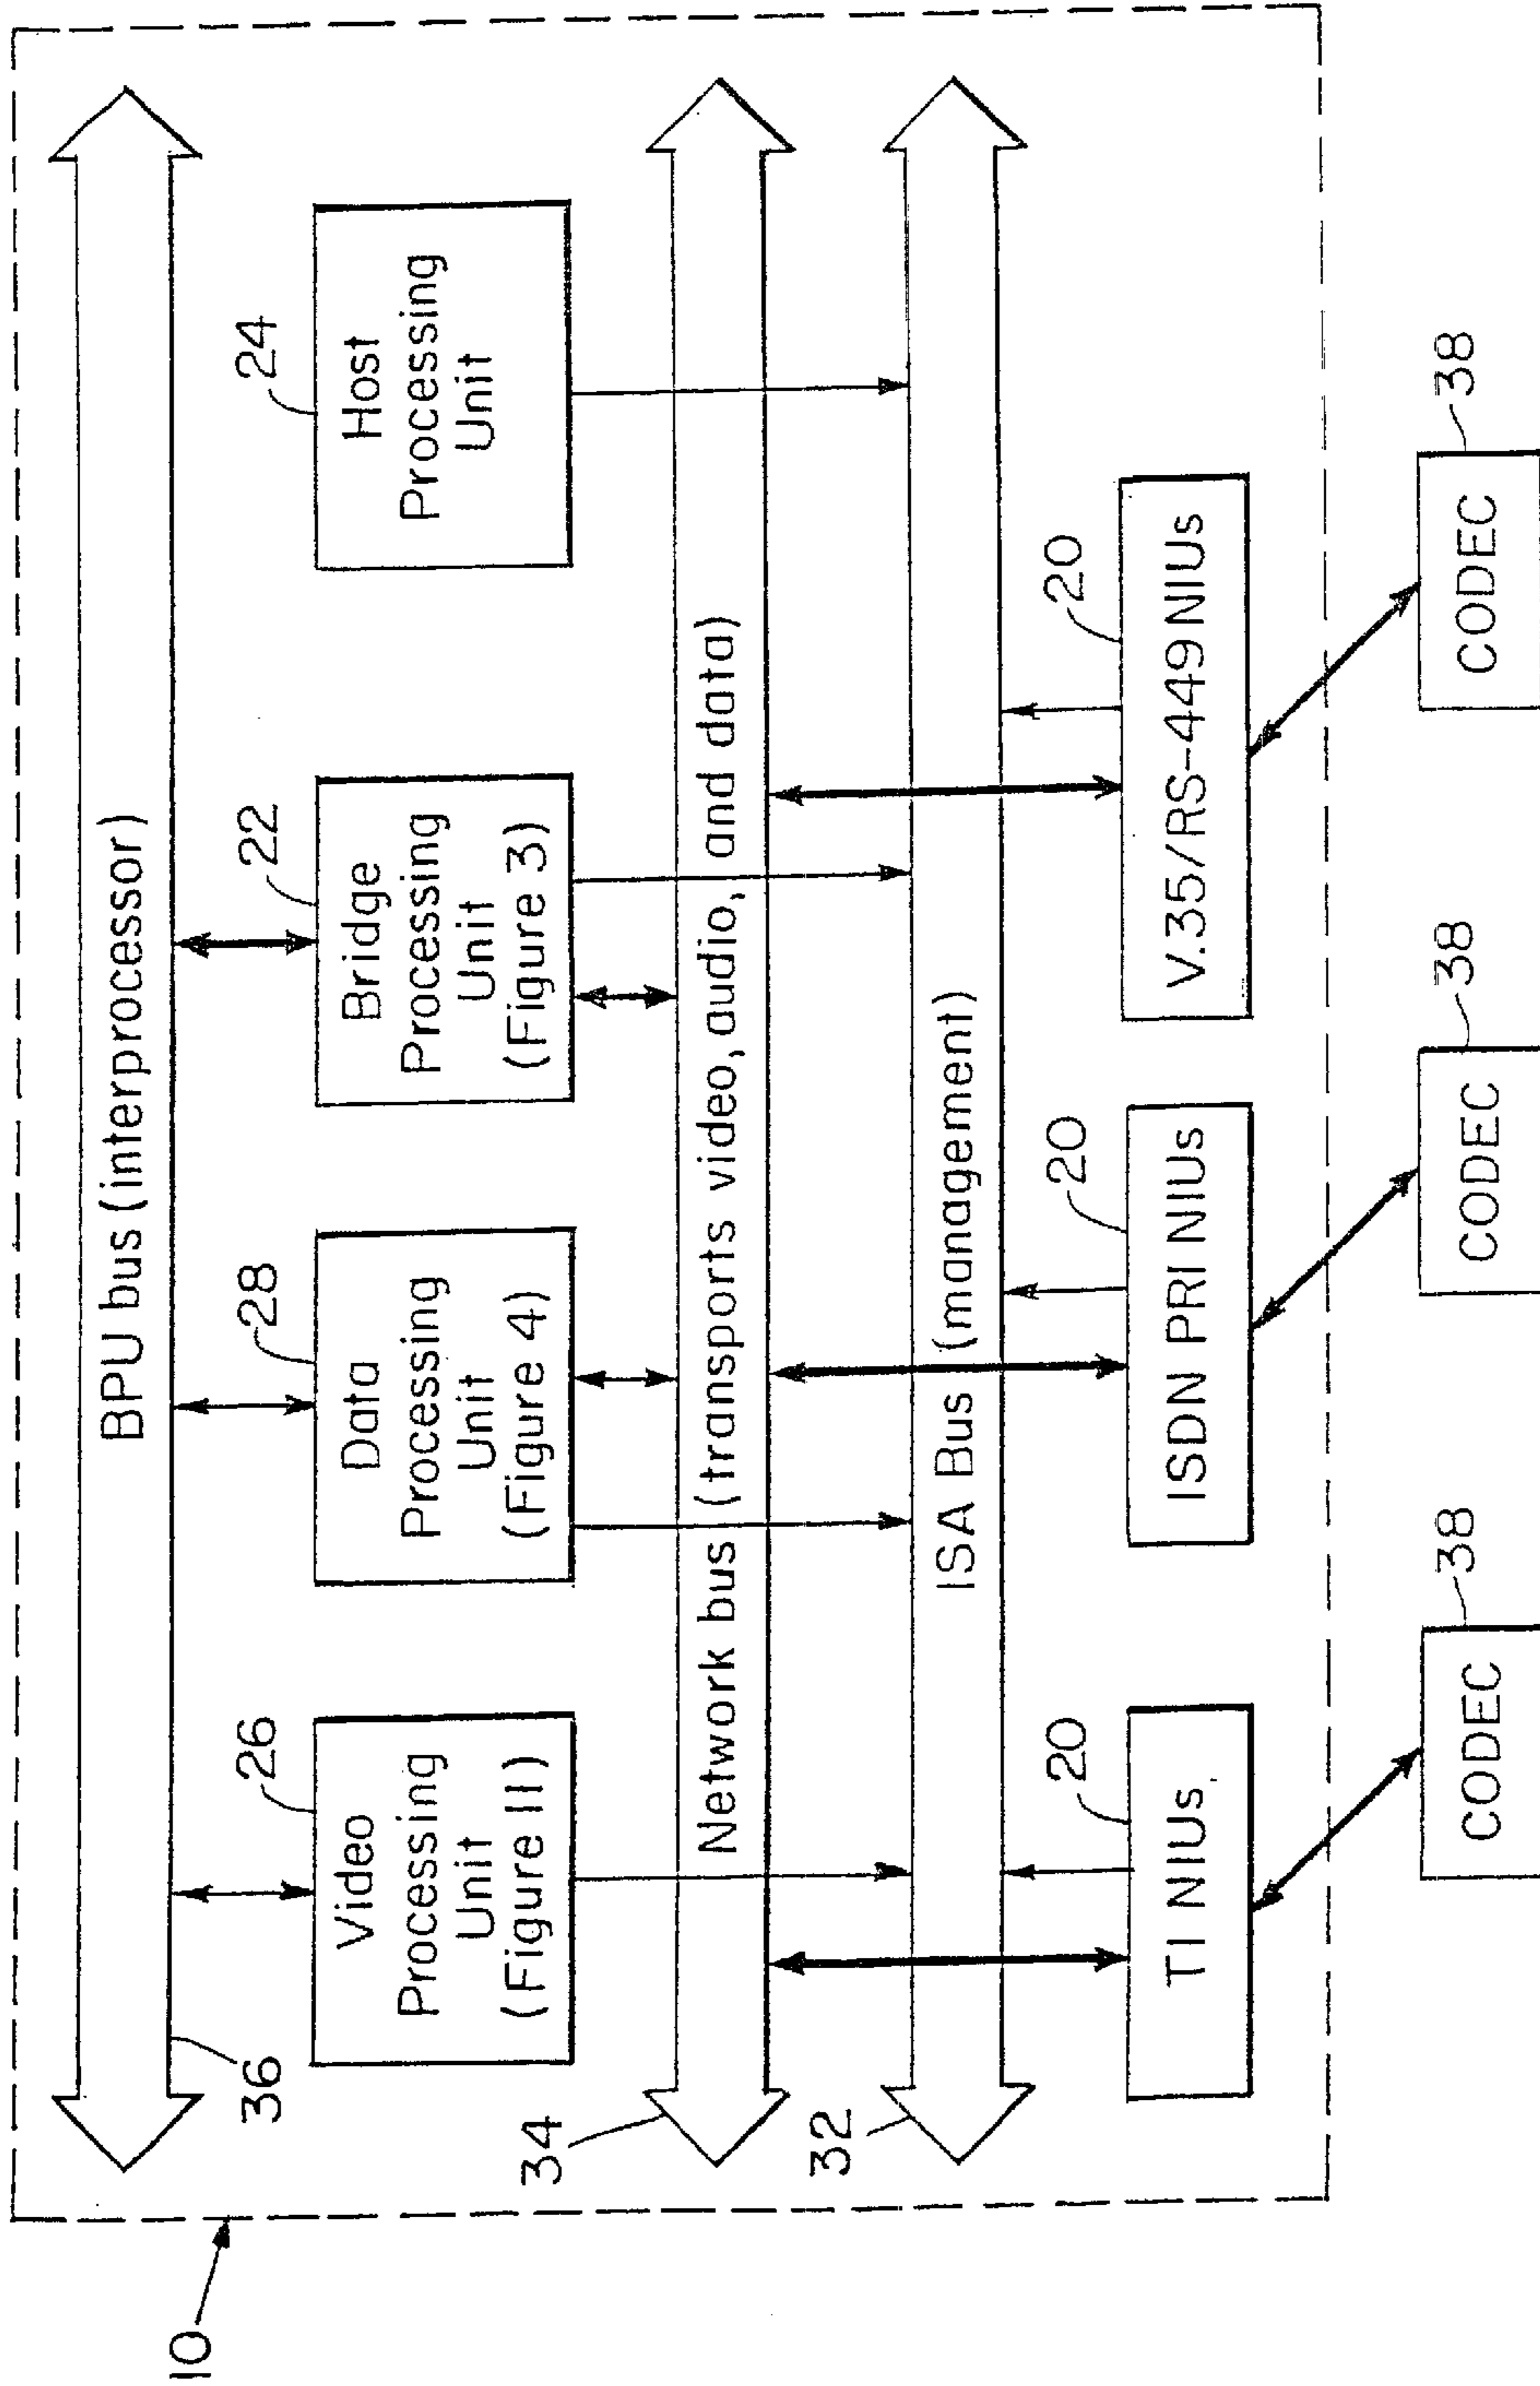 10
BPU bus (interprocessor)
36
26
Video
Processing
Unit
(Figure 11)
28
Data
Processing
Unit
(Figure 4)
22
Bridge
Processing
Unit
(Figure 3)
24
Host
Processing
Unit
34
Network bus (transports video, audio, and data)
32
ISA Bus (management)
20
T1 NIUs
20
ISDN PRI NIUs
20
V.35/RS-449 NIUs
38
CODEC
38
CODEC
38
CODEC